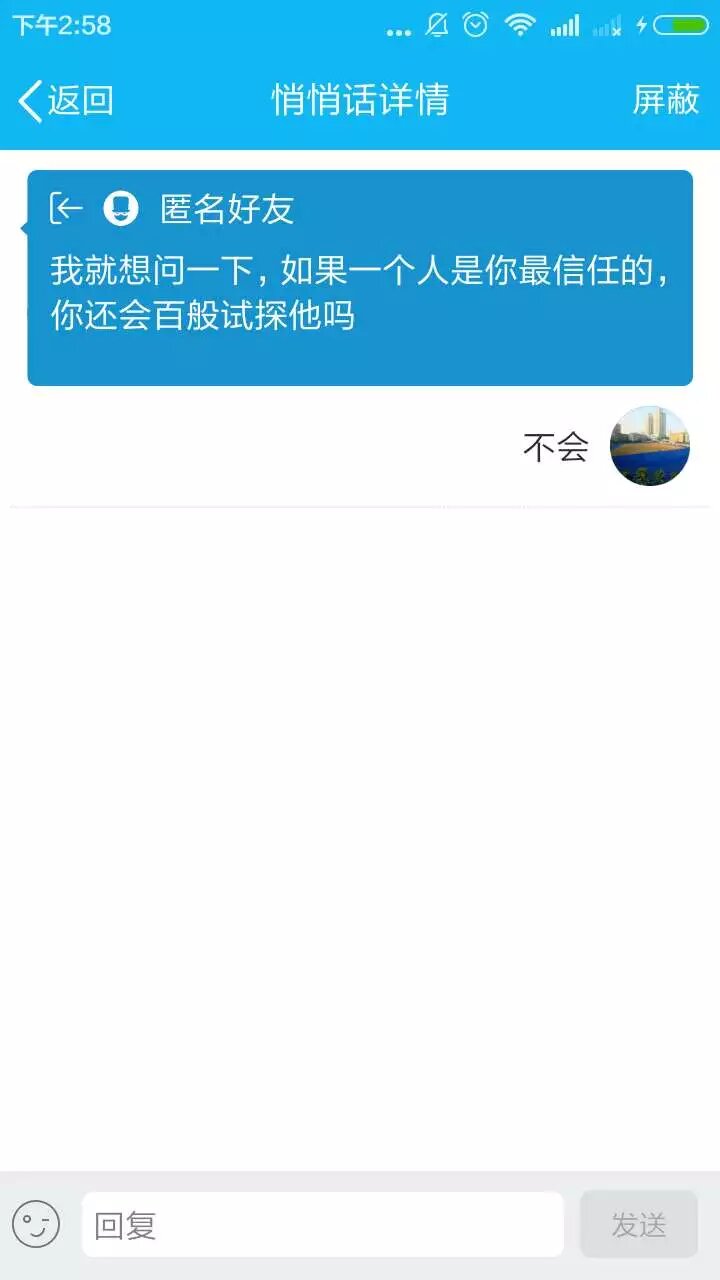 下午2:58
返回
悄悄话详情
屏蔽
匿名好友
我就想问一下，如果一个人是你最信任的，
你还会百般试探他吗
不会
回复
发送